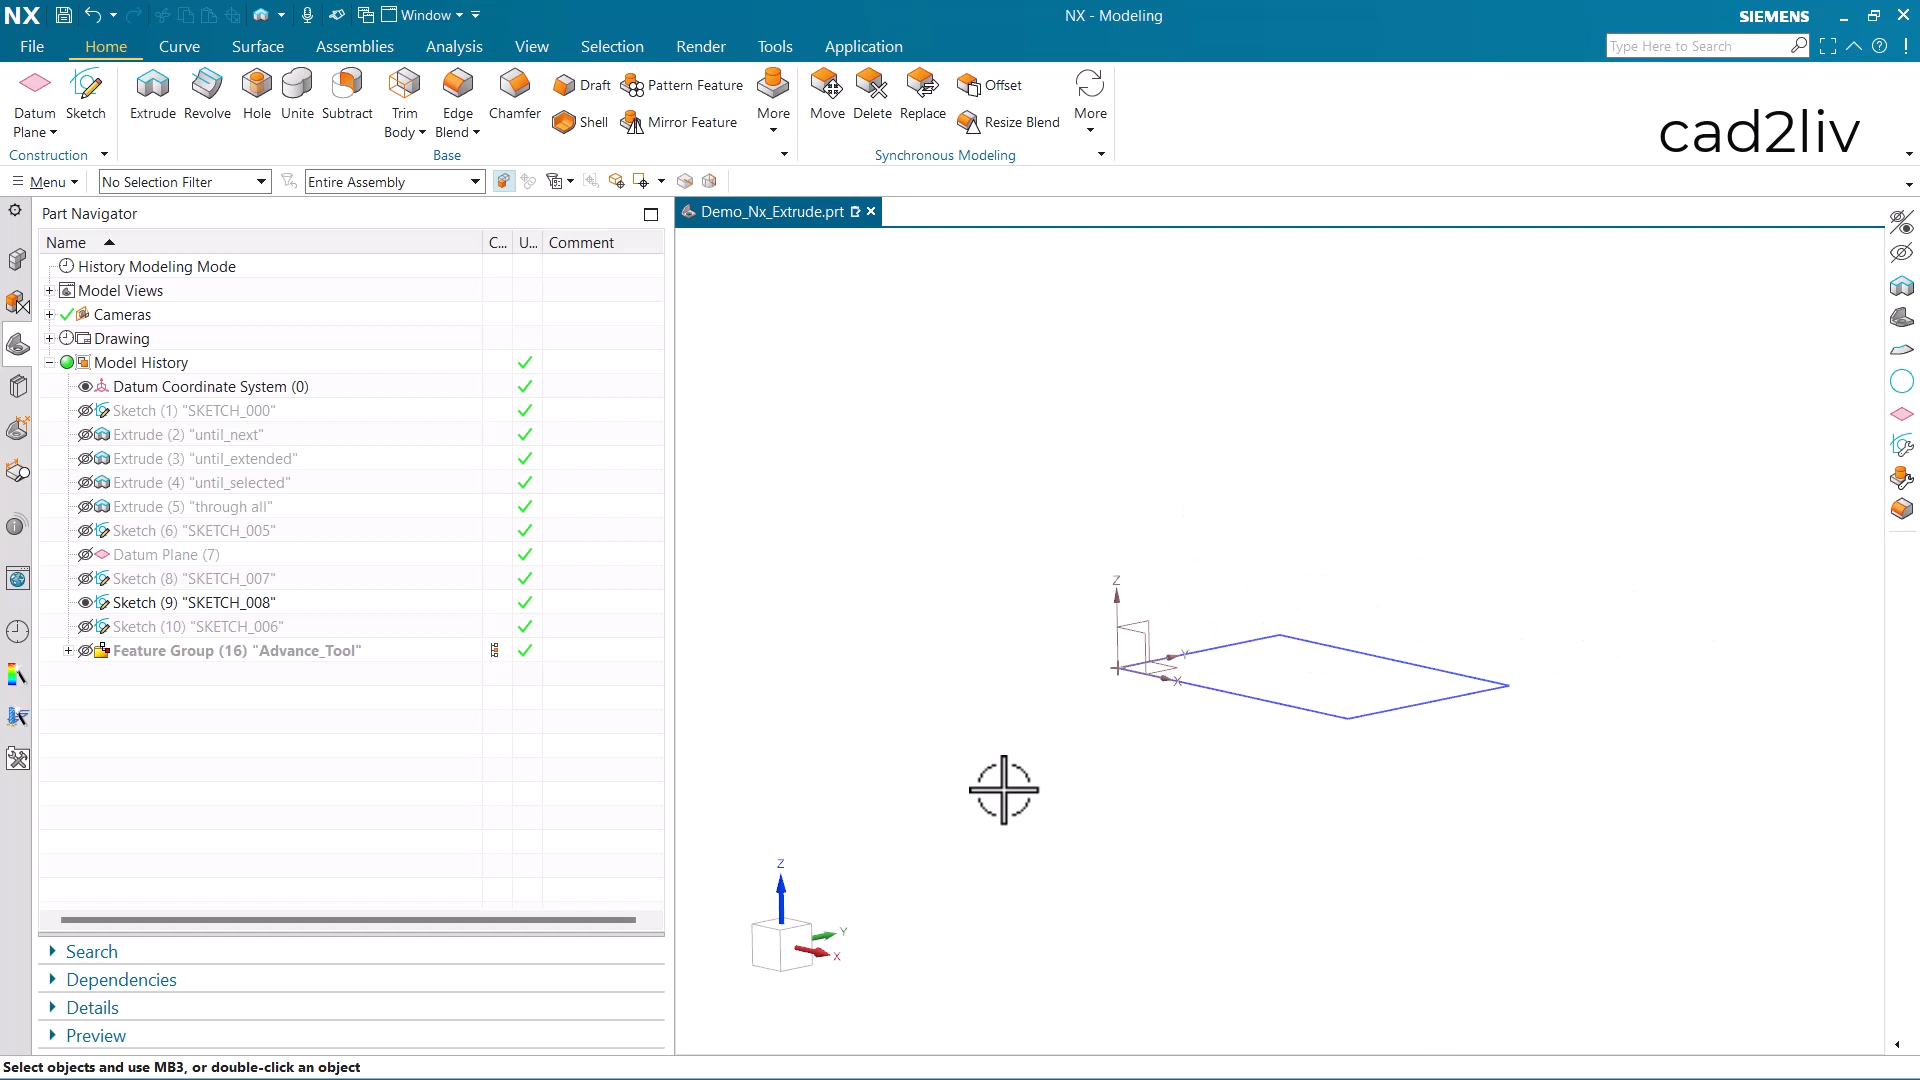 NX Window NX - Modeling SIEMENS
File Home Curve Surface Assemblies Analysis View Selection Render Tools Application Type Here to Search
Datum Plane Sketch Extrude Revolve Hole Unite Subtract Trim Body Edge Blend Chamfer Draft Shell Pattern Feature Mirror Feature More Move Delete Replace Offset Resize Blend More
cad2liv
Construction Base Synchronous Modeling
Menu No Selection Filter Entire Assembly
Part Navigator
Demo_Nx_Extrude.prt
Name C... U... Comment
History Modeling Mode
Model Views
Cameras
Drawing
Model History
Datum Coordinate System (0)
Sketch (1) "SKETCH_000"
Extrude (2) "until_next"
Extrude (3) "until_extended"
Extrude (4) "until_selected"
Extrude (5) "through all"
Sketch (6) "SKETCH_005"
Datum Plane (7)
Sketch (8) "SKETCH_007"
Sketch (9) "SKETCH_008"
Sketch (10) "SKETCH_006"
Feature Group (16) "Advance_Tool"
Z
Y
X
Z
Y
X
Search
Dependencies
Details
Preview
Select objects and use MB3, or double-click an object